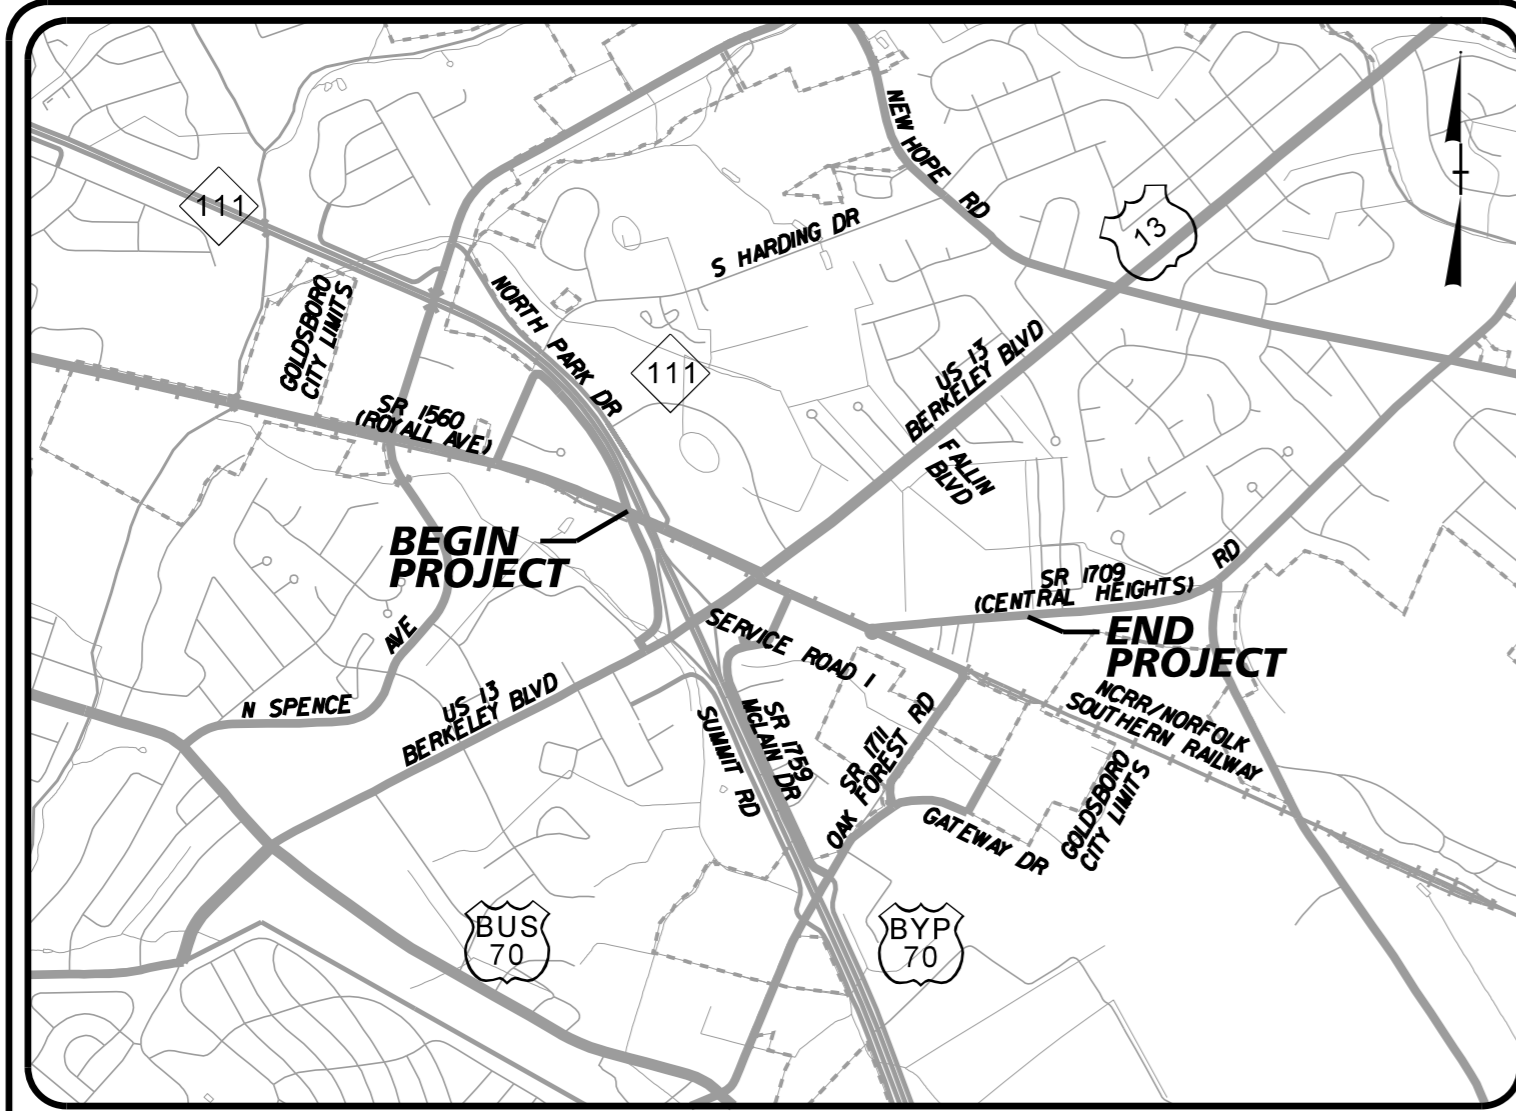 NEW HOPE RD
111
13
S HARDING DR
GOLDSBORO
CITY LIMITS
NORTH PARK DR
111
US 13
BERKELEY BLVD
SR 1560
(ROYALL AVE)
FALLIN
BLVD
BEGIN
PROJECT
RD
SR 1709
(CENTRAL HEIGHTS)
SERVICE ROAD 1
END
PROJECT
AVE
N SPENCE
US 13
BERKELEY BLVD
SUMMIT RD
SR 1759
McLAIN DR
SR 1711
OAK FOREST RD
NCRR/NORFOLK
SOUTHERN RAILWAY
GOLDSBORO
CITY LIMITS
GATEWAY DR
BUS
70
BYP
70